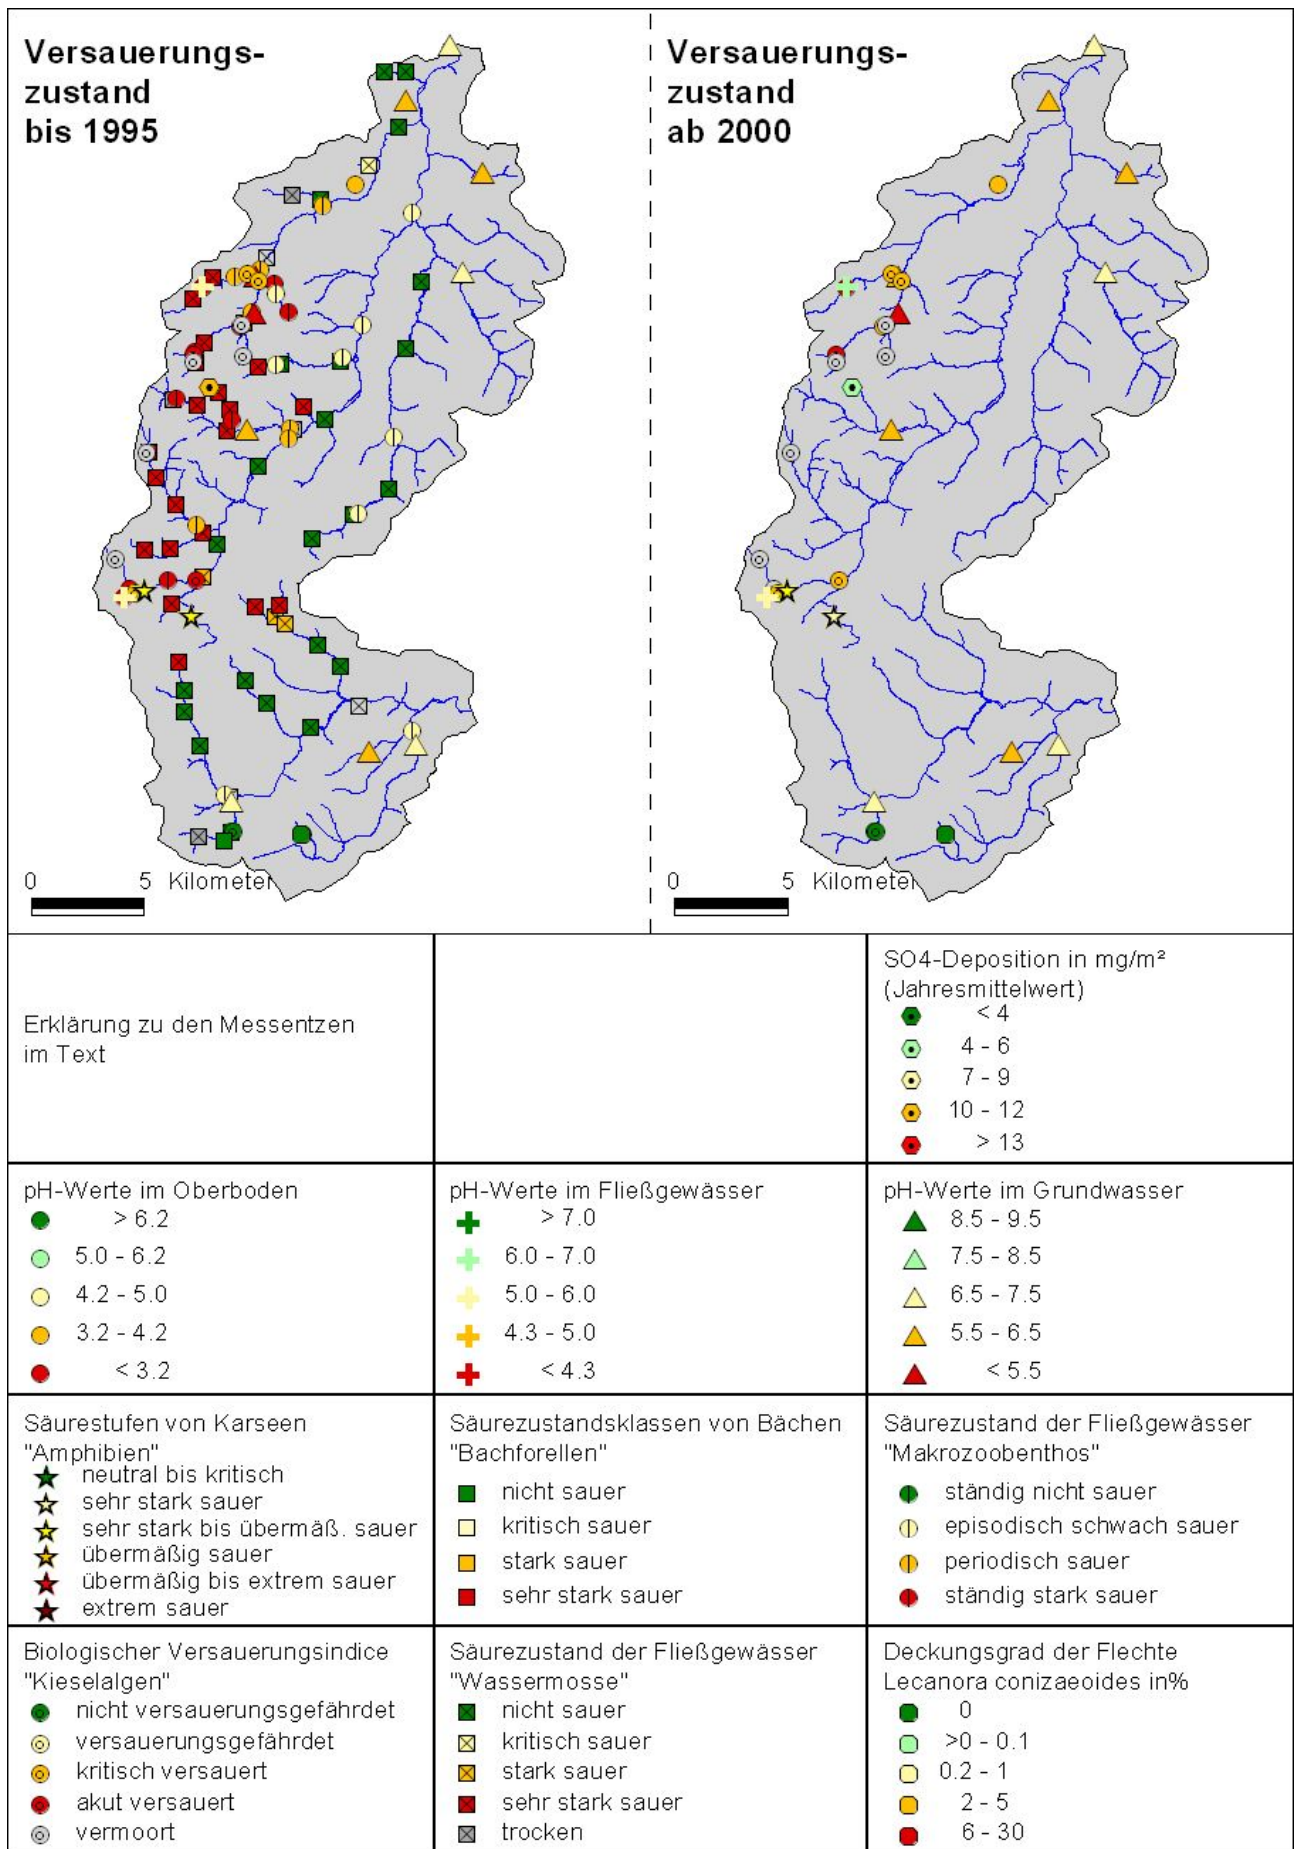 Versauerungs-
zustand
bis 1995
Versauerungs-
zustand
ab 2000
0 5 Kilometer
0 5 Kilometer
Erklärung zu den Messentzen
im Text
SO4-Deposition in mg/m²
(Jahresmittelwert)
< 4
4 - 6
7 - 9
10 - 12
> 13
pH-Werte im Oberboden
> 6.2
5.0 - 6.2
4.2 - 5.0
3.2 - 4.2
< 3.2
pH-Werte im Fließgewässer
> 7.0
6.0 - 7.0
5.0 - 6.0
4.3 - 5.0
< 4.3
pH-Werte im Grundwasser
8.5 - 9.5
7.5 - 8.5
6.5 - 7.5
5.5 - 6.5
< 5.5
Säurestufen von Karseen
"Amphibien"
neutral bis kritisch
sehr stark sauer
sehr stark bis übermäß. sauer
übermäßig sauer
übermäßig bis extrem sauer
extrem sauer
Säurezustandsklassen von Bächen
"Bachforellen"
nicht sauer
kritisch sauer
stark sauer
sehr stark sauer
Säurezustand der Fließgewässer
"Makrozoobenthos"
ständig nicht sauer
episodisch schwach sauer
periodisch sauer
ständig stark sauer
Biologischer Versauerungsindice
"Kieselalgen"
nicht versauerungsgefährdet
versauerungsgefährdet
kritisch versauert
akut versauert
vermoort
Säurezustand der Fließgewässer
"Wassermosse"
nicht sauer
kritisch sauer
stark sauer
sehr stark sauer
trocken
Deckungsgrad der Flechte
Lecanora conizaeoides in%
0
>0 - 0.1
0.2 - 1
2 - 5
6 - 30